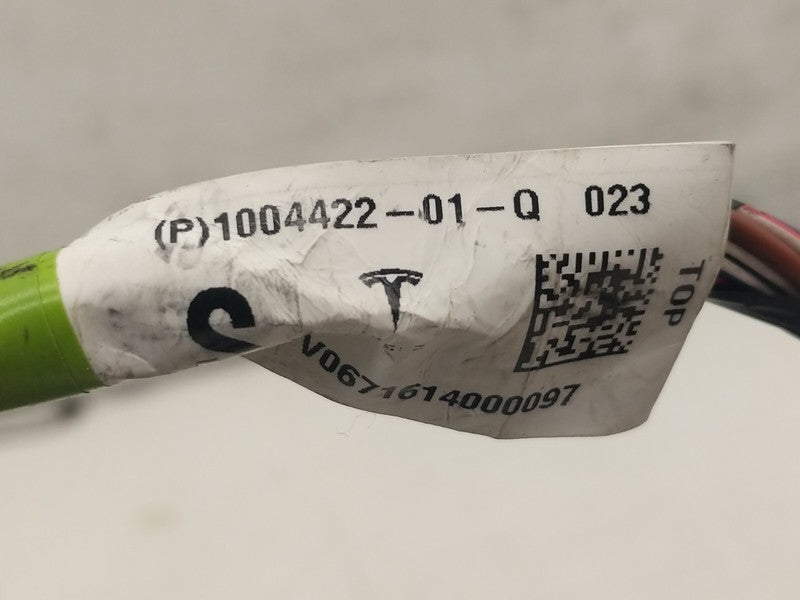 (P)1004422-01-Q 023
S
TOP
V0671614000097